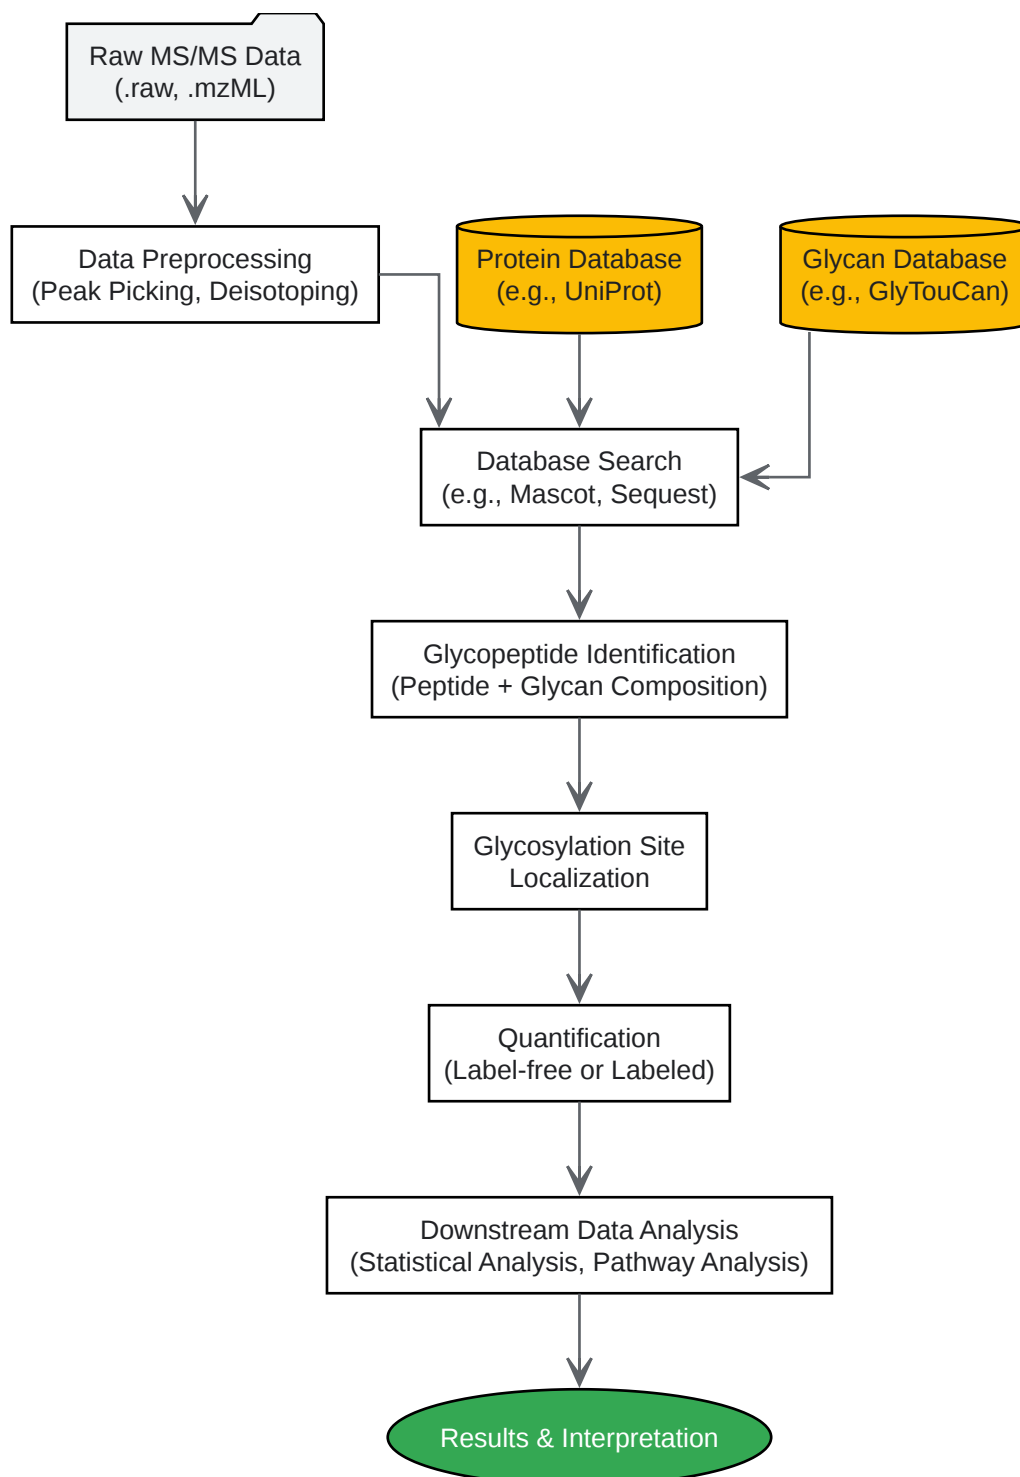 Raw MS/MS Data
(.raw, .mzML)
Data Preprocessing
(Peak Picking, Deisotoping)
Protein Database
(e.g., UniProt)
Glycan Database
(e.g., GlyTouCan)
Database Search
(e.g., Mascot, Sequest)
Glycopeptide Identification
(Peptide + Glycan Composition)
Glycosylation Site
Localization
Quantification
(Label-free or Labeled)
Downstream Data Analysis
(Statistical Analysis, Pathway Analysis)
Results & Interpretation